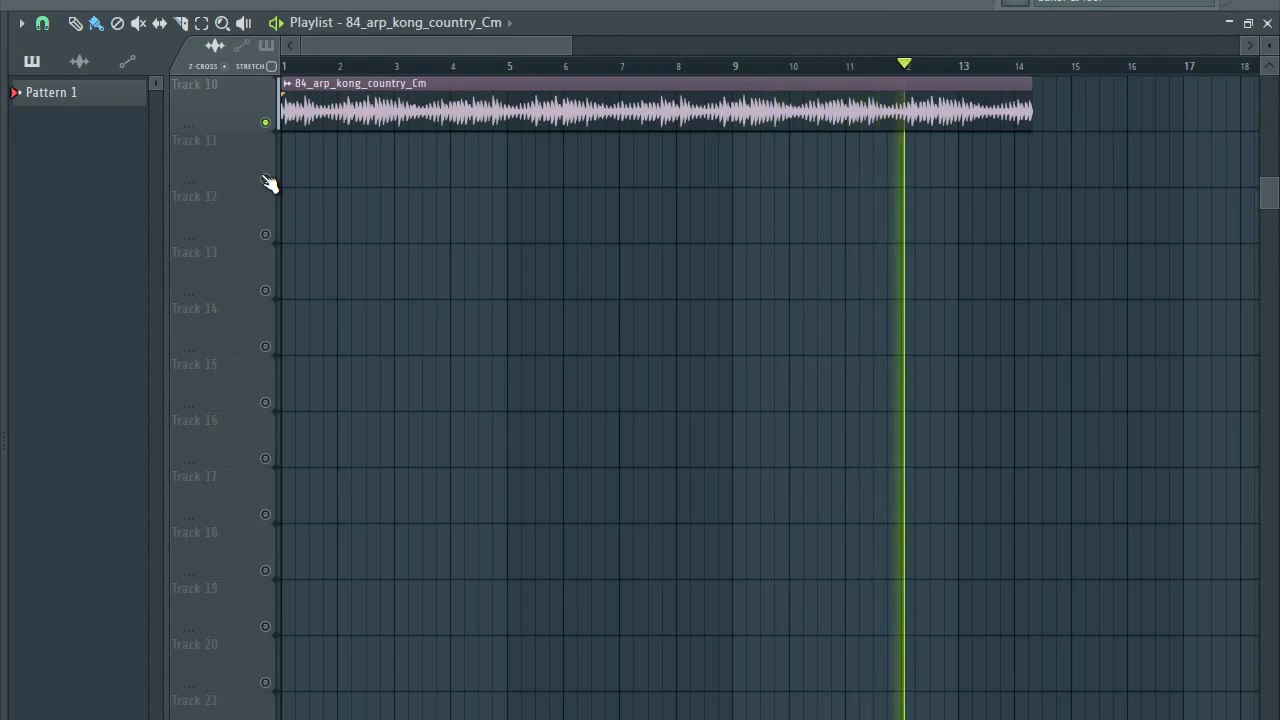 Playlist - 84_arp_kong_country_Cm
Z-CROSS STRETCH
1 2 3 4 5 6 7 8 9 10 11 12 13 14 15 16 17 18
Pattern 1
Track 10
84_arp_kong_country_Cm
Track 11
Track 12
Track 13
Track 14
Track 15
Track 16
Track 17
Track 18
Track 19
Track 20
Track 21